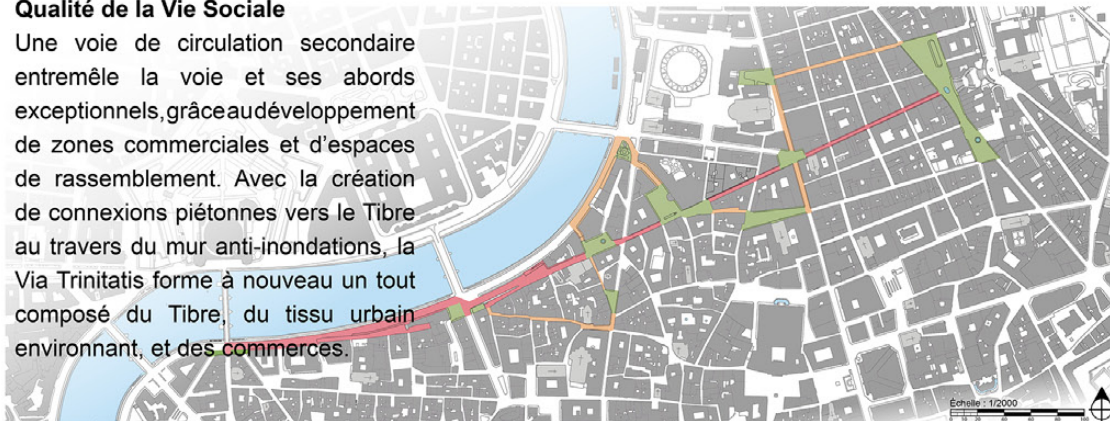 Qualité de la Vie Sociale
Une voie de circulation secondaire
entremêle la voie et ses abords
exceptionnels,grâceaudéveloppement
de zones commerciales et d'espaces
de rassemblement. Avec la création
de connexions piétonnes vers le Tibre
au travers du mur anti-inondations, la
Via Trinitatis forme à nouveau un tout
composé du Tibre, du tissu urbain
environnant, et des commerces.
Échelle : 1/2000